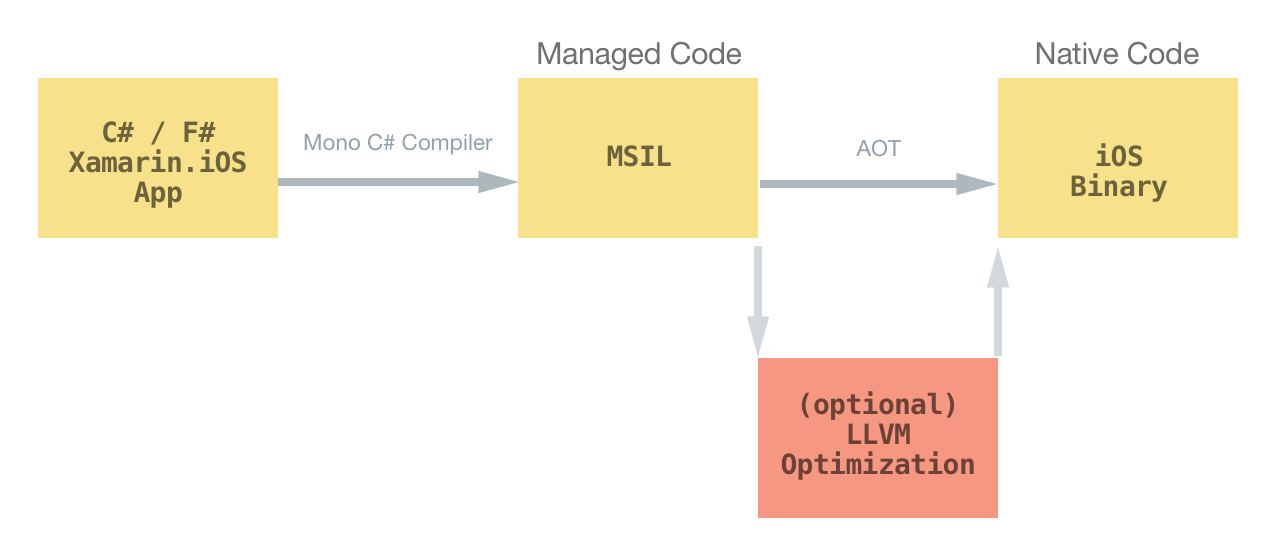 Managed Code
Native Code
C# / F#
Xamarin.iOS
App
Mono C# Compiler
MSIL
AOT
iOS
Binary
(optional)
LLVM
Optimization